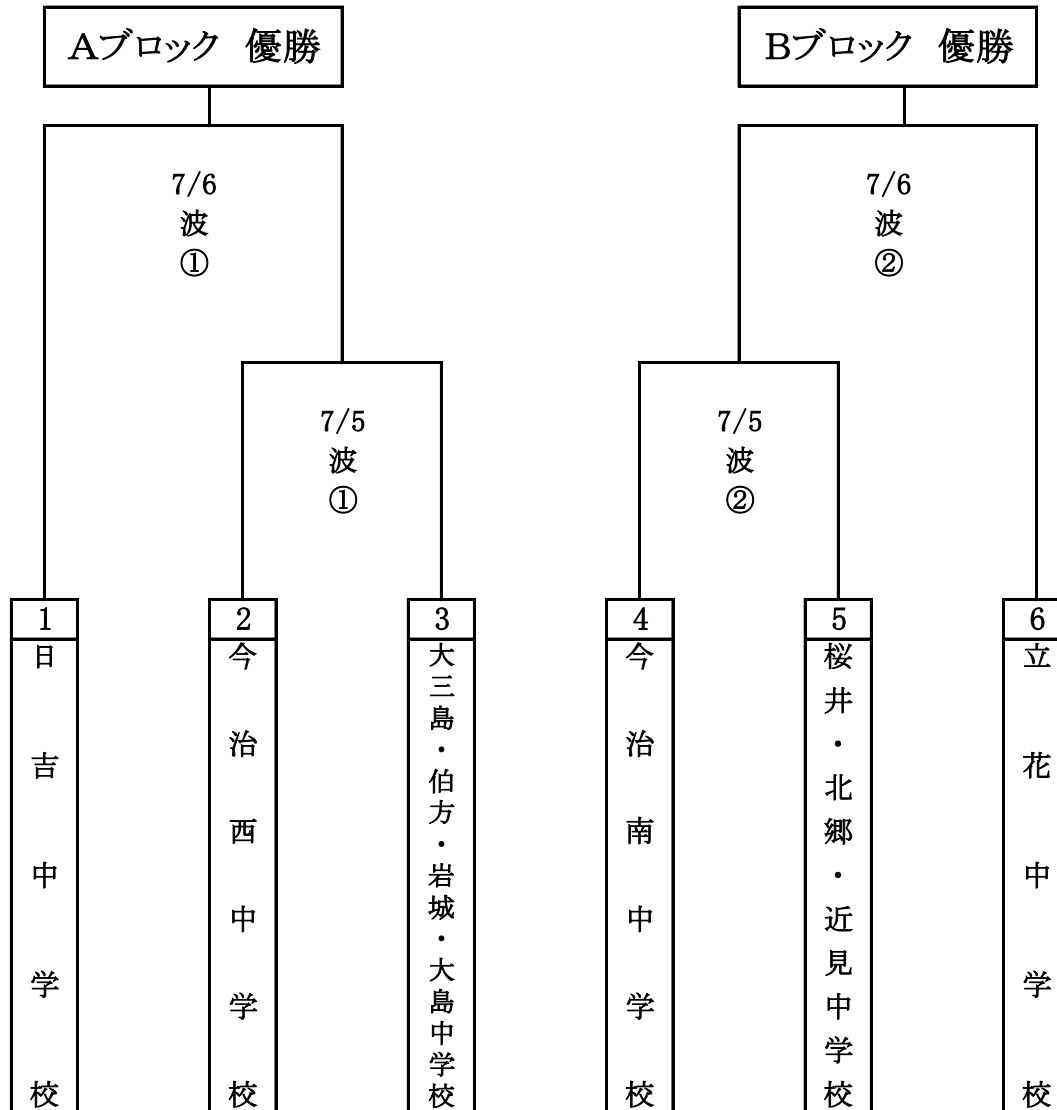 Aブロック 優勝
Bブロック 優勝
7/6
波
①
7/6
波
②
7/5
波
①
7/5
波
②
1
日吉中学校
2
今治西中学校
3
大三島・伯方・岩城・大島中学校
4
今治南中学校
5
桜井・北郷・近見中学校
6
立花中学校